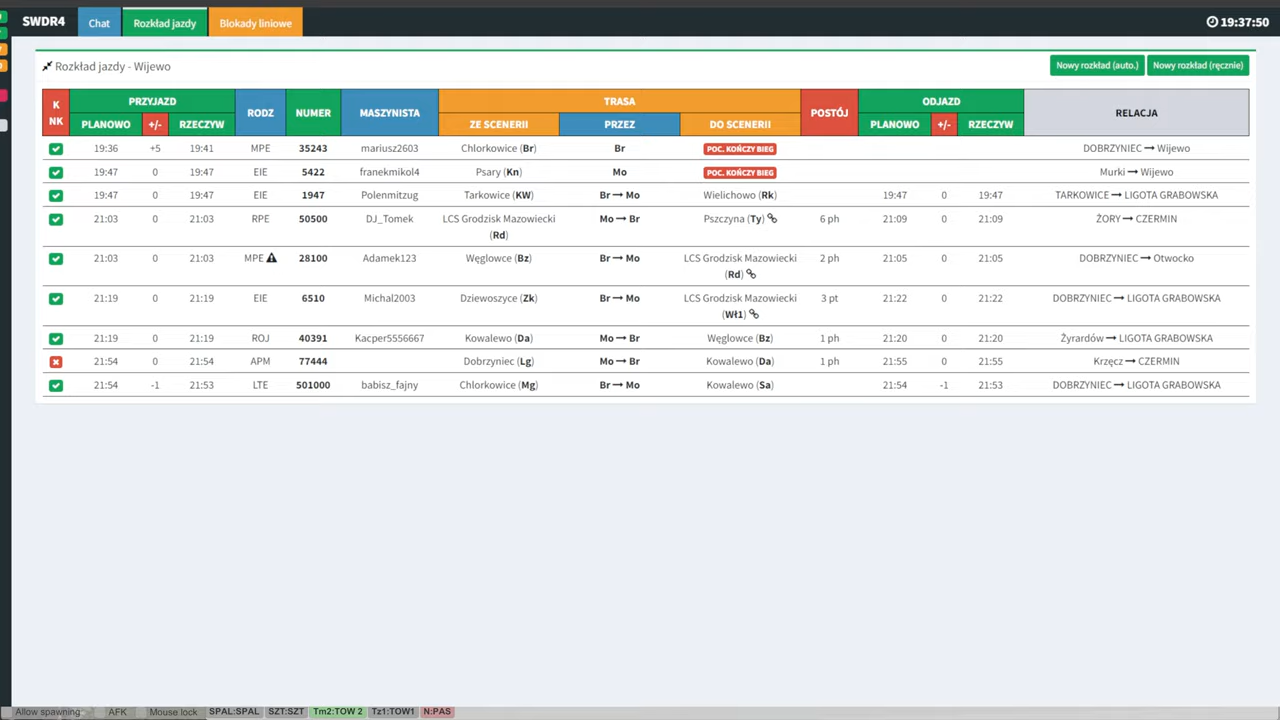 SWDR4 Chat Rozkład jazdy Blokady liniowe 19:37:50
Rozkład jazdy - Wijewo Nowy rozkład (auto.) Nowy rozkład (ręcznie)
K NK PRZYJAZD RODZ NUMER MASZYNISTA TRASA POSTÓJ ODJAZD RELACJA
PLANOWO +/- RZECZYW ZE SCENERII PRZEZ DO SCENERII PLANOWO +/- RZECZYW
19:36 +5 19:41 MPE 35243 mariusz2603 Chlorkowice (Br) Br POC. KOŃCZY BIEG DOBRZYNIEC → Wijewo
19:47 0 19:47 EIE 5422 franekmikol4 Psary (Kn) Mo POC. KOŃCZY BIEG Murki → Wijewo
19:47 0 19:47 EIE 1947 Polenmitzug Tarkowice (KW) Br → Mo Wielichowo (Rk) 19:47 0 19:47 TARKOWICE → LIGOTA GRABOWSKA
21:03 0 21:03 RPE 50500 DJ_Tomek LCS Grodzisk Mazowiecki Mo → Br Pszczyna (Ty) 6 ph 21:09 0 21:09 ŻORY → CZERMIN
(Rd)
21:03 0 21:03 MPE 28100 Adamek123 Węglowce (Bz) Br → Mo LCS Grodzisk Mazowiecki 2 ph 21:05 0 21:05 DOBRZYNIEC → Otwocko
(Rd)
21:19 0 21:19 EIE 6510 Michal2003 Dziewoszyce (Zk) Br → Mo LCS Grodzisk Mazowiecki 3 pt 21:22 0 21:22 DOBRZYNIEC → LIGOTA GRABOWSKA
(Wł1)
21:19 0 21:19 ROJ 40391 Kacper5556667 Kowalewo (Da) Mo → Br Węglowce (Bz) 1 ph 21:20 0 21:20 Żyrardów → LIGOTA GRABOWSKA
21:54 0 21:54 APM 77444 Dobrzyniec (Lg) Mo → Br Kowalewo (Da) 1 ph 21:55 0 21:55 Krzęcz → CZERMIN
21:54 -1 21:53 LTE 501000 babisz_fajny Chlorkowice (Mg) Br → Mo Kowalewo (Sa) 21:54 -1 21:53 DOBRZYNIEC → LIGOTA GRABOWSKA
Allow spawning AFK Mouse lock SPAL:SPAL SZT:SZT Tm2:TOW 2 Tz1:TOW1 N:PAS